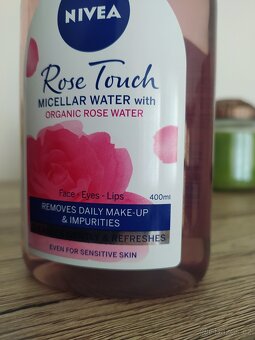 NIVEA
Rose Touch
MICELLAR WATER with
ORGANIC ROSE WATER
Face - Eyes - Lips
400ml
REMOVES DAILY MAKE-UP
& IMPURITIES
& REFRESHES
EVEN FOR SENSITIVE SKIN